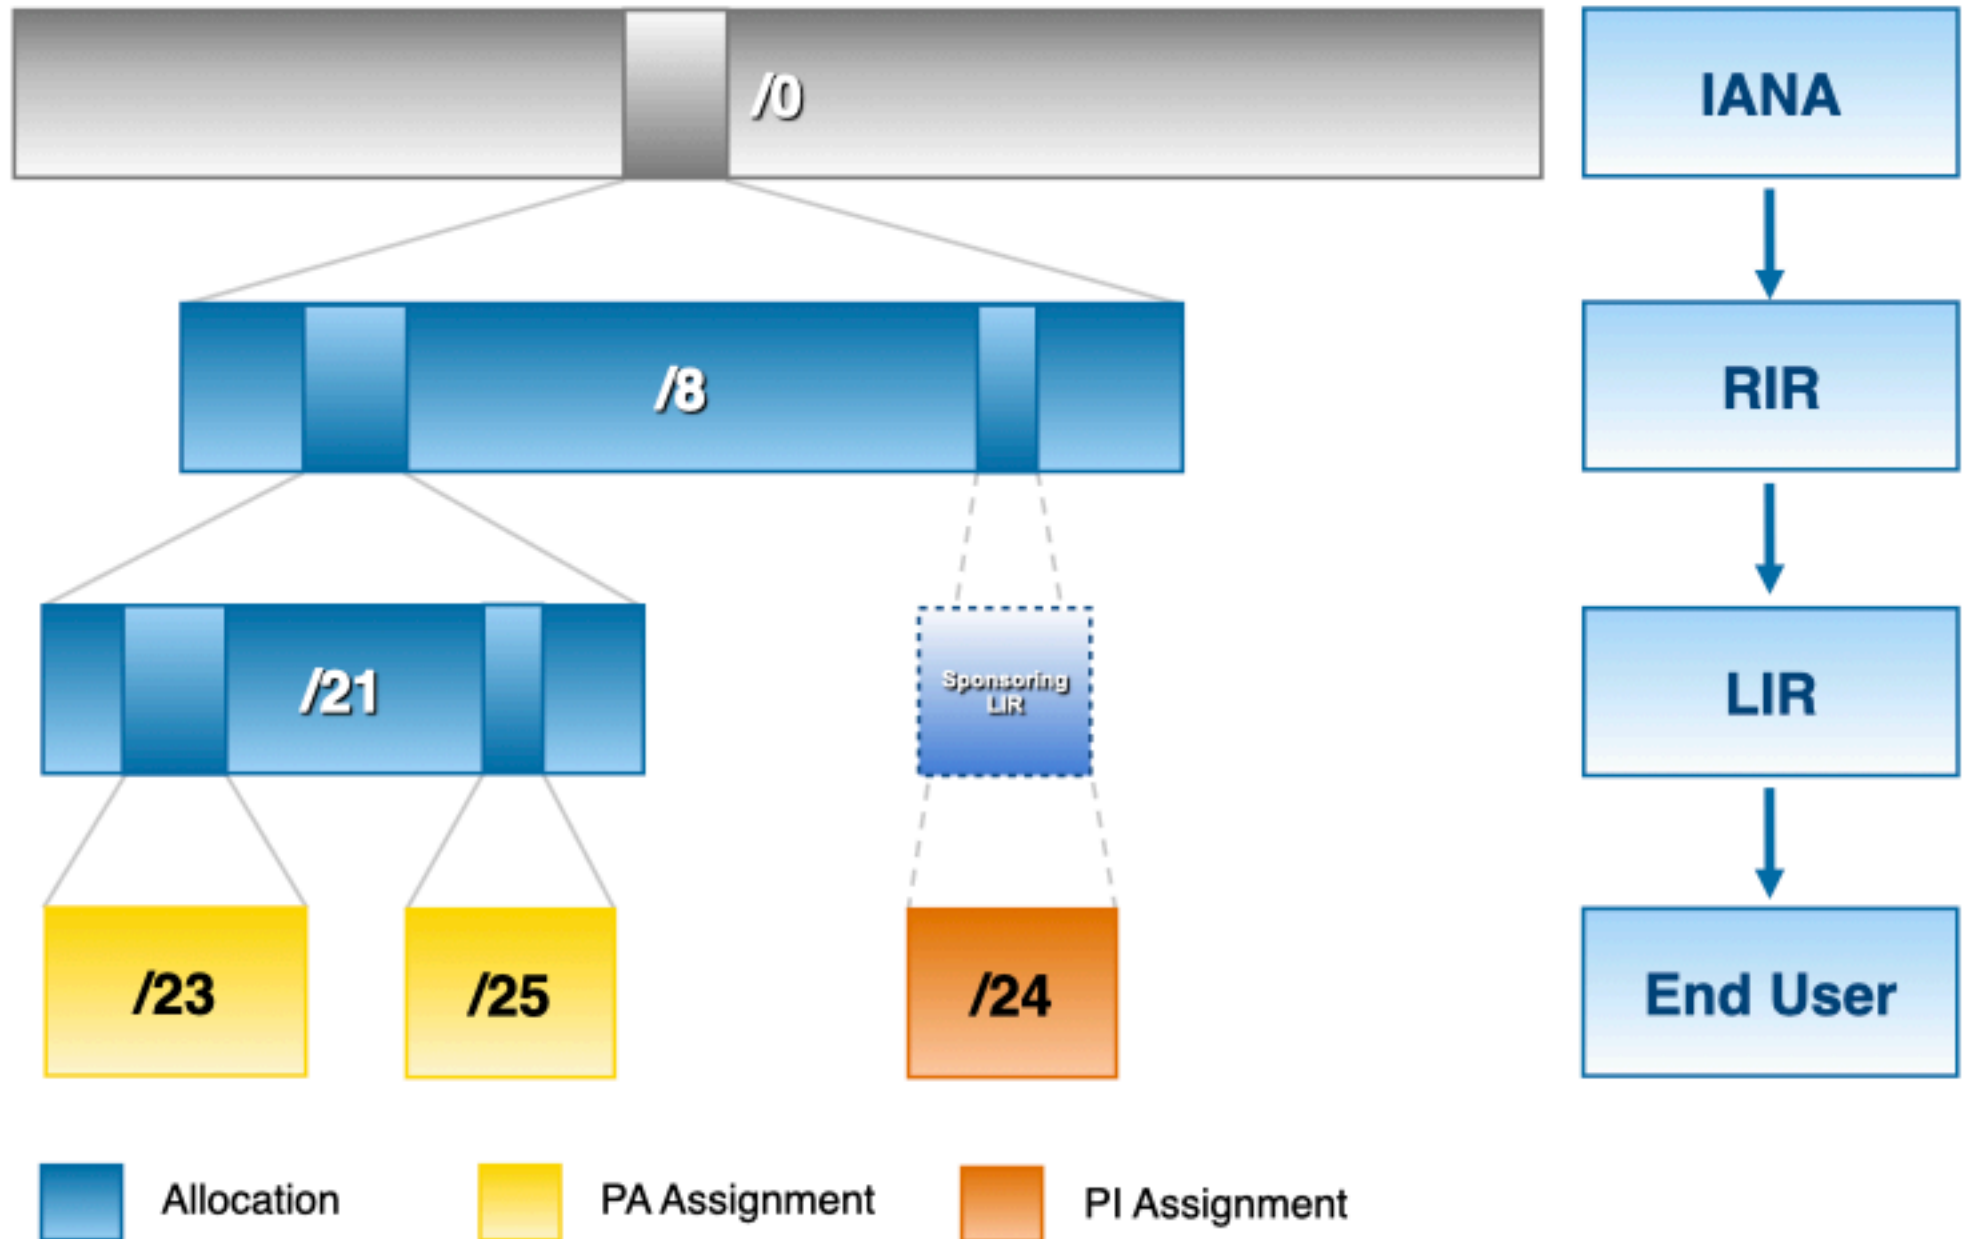 /0
IANA
/8
RIR
/21
Sponsoring
LIR
LIR
/23
/25
/24
End User
Allocation
PA Assignment
PI Assignment